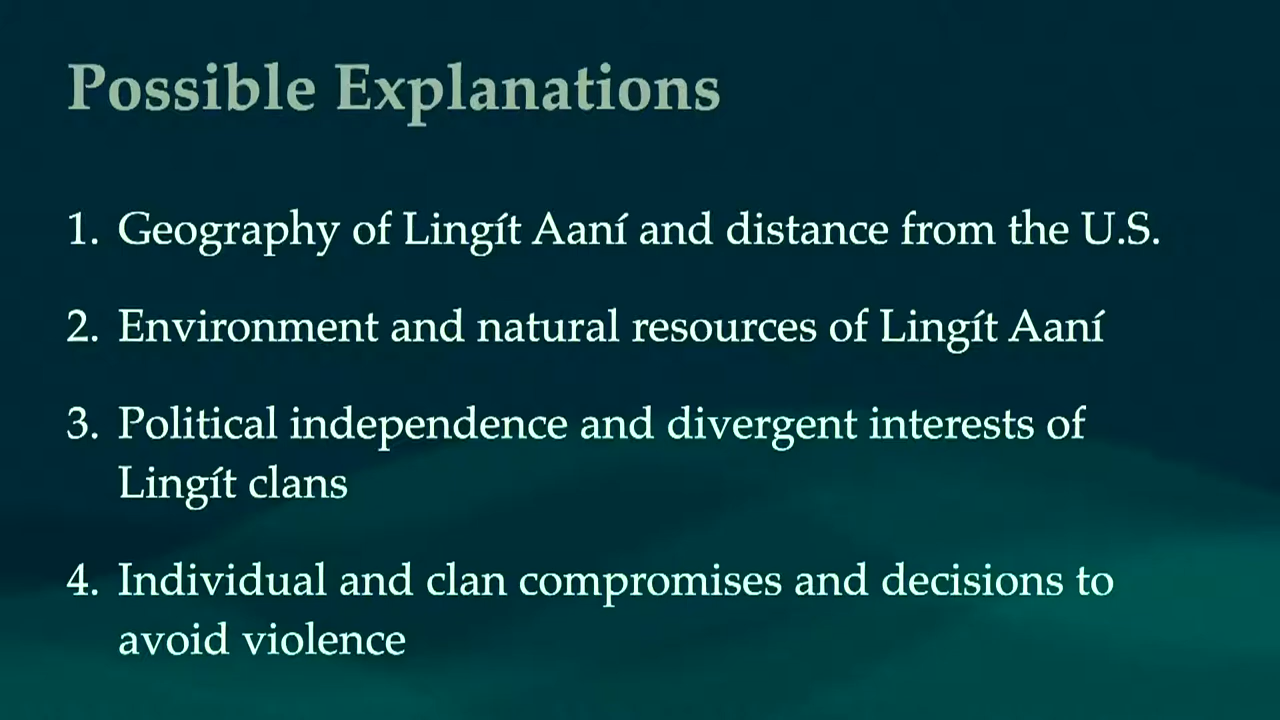 Possible Explanations
1. Geography of Lingít Aaní and distance from the U.S.
2. Environment and natural resources of Lingít Aaní
3. Political independence and divergent interests of
Lingít clans
4. Individual and clan compromises and decisions to
avoid violence